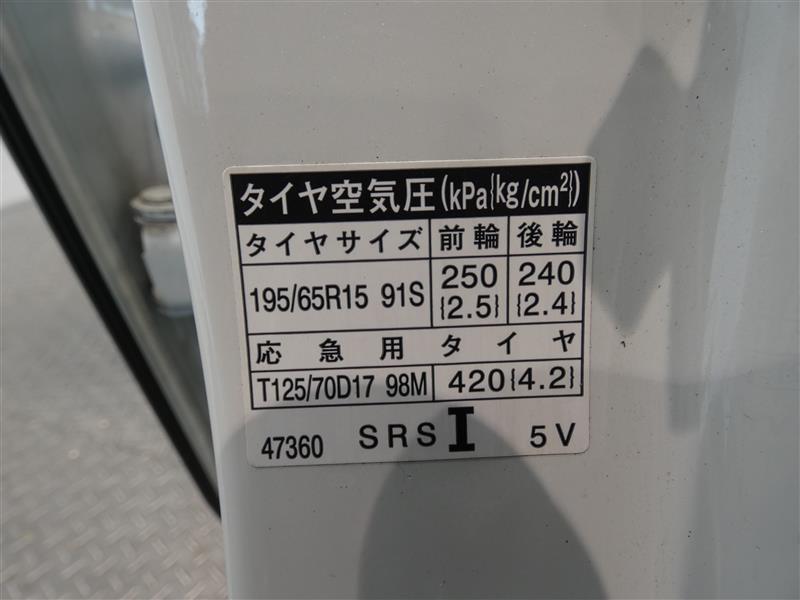 タイヤ空気圧(kPa{kg/cm²})
タイヤサイズ 前輪 後輪
195/65R15 91S 250 {2.5} 240 {2.4}
応急用タイヤ
T125/70D17 98M 420{4.2}
47360 SRS I 5V